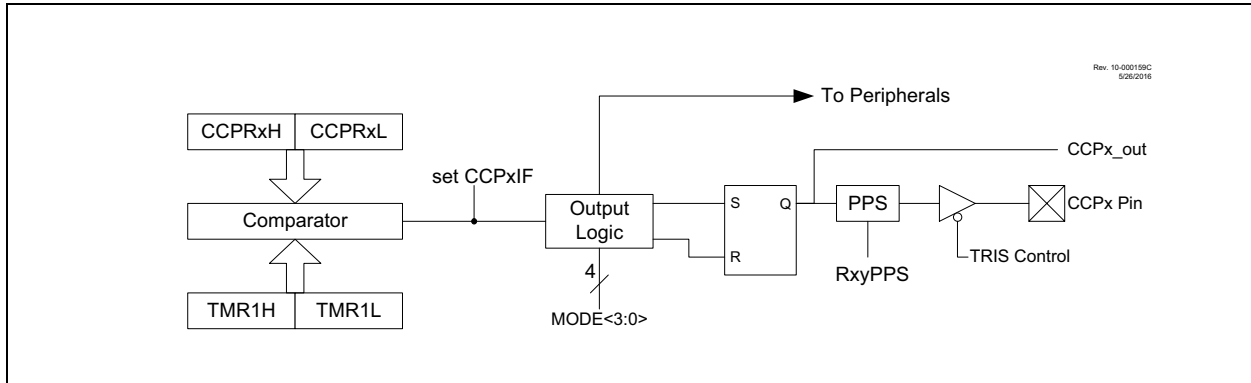 Rev. 10-000159C
5/26/2016
To Peripherals
CCPRxH CCPRxL
CCPx_out
set CCPxIF
Comparator
Output
Logic
S Q
R
PPS
CCPx Pin
TRIS Control
RxyPPS
4
TMR1H TMR1L
MODE<3:0>